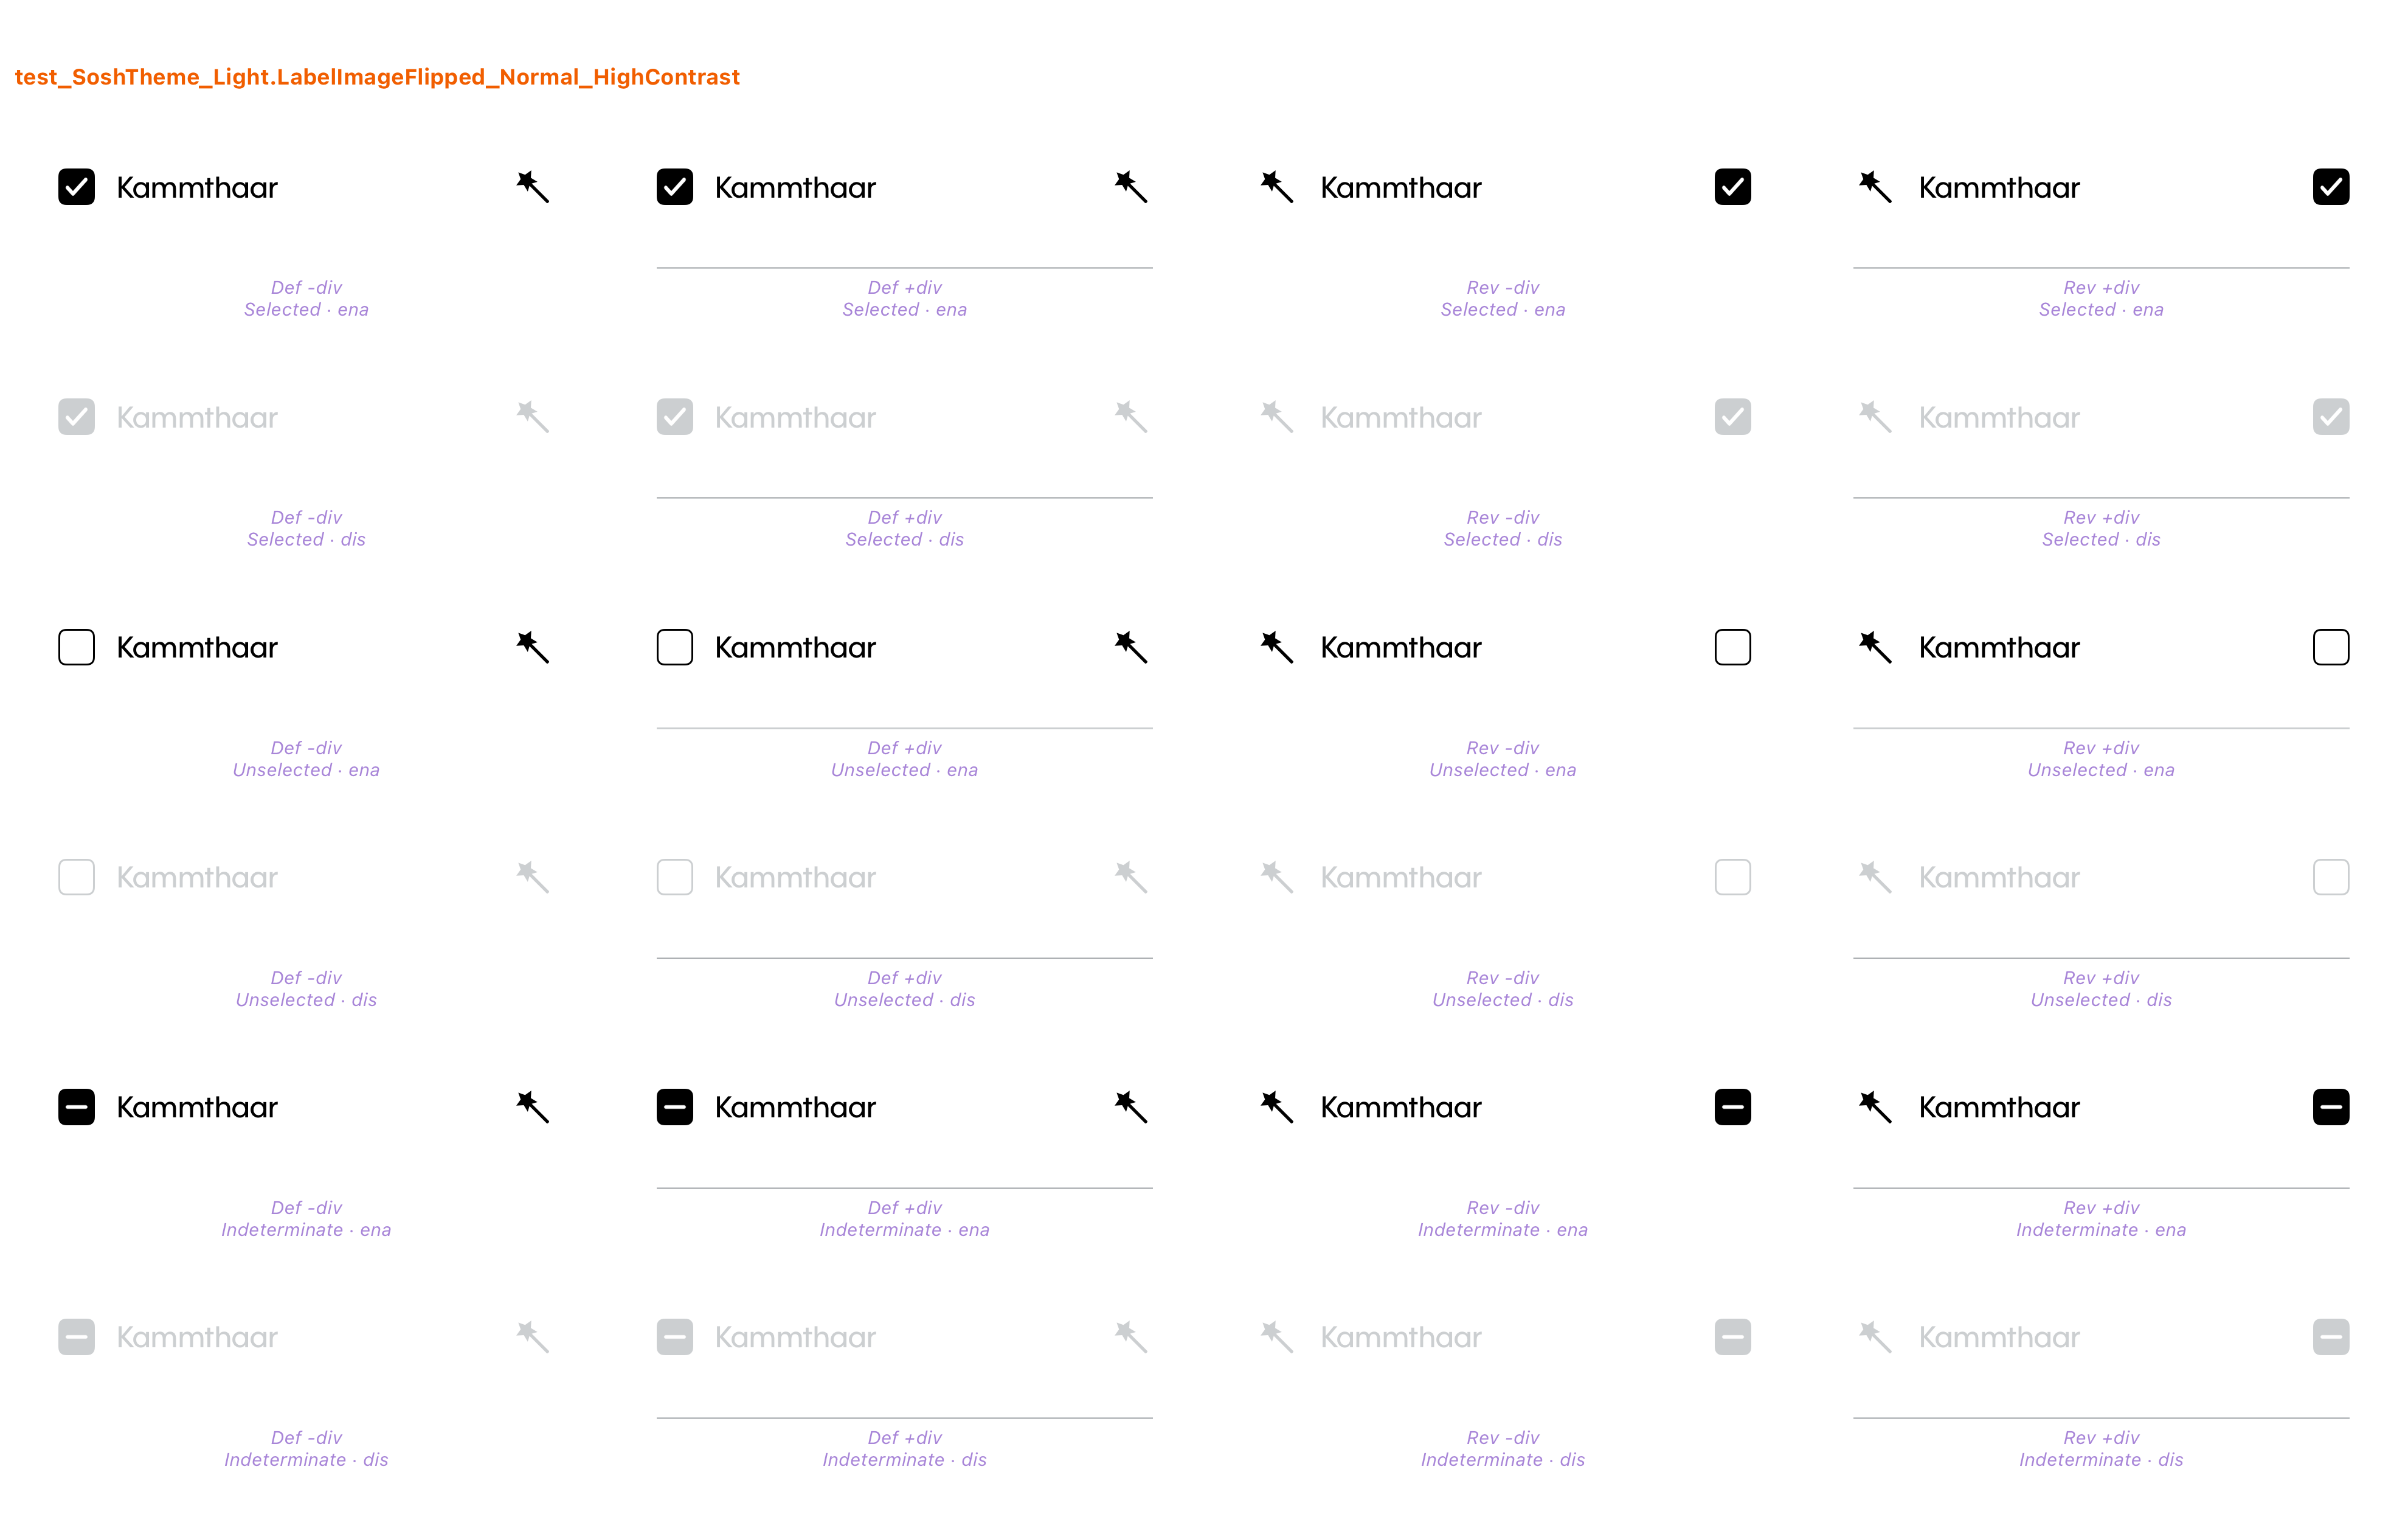 test_SoshTheme_Light.LabelImageFlipped_Normal_HighContrast
Kammthaar
Kammthaar
Kammthaar
Kammthaar
Def -div
Selected · ena
Def +div
Selected · ena
Rev -div
Selected · ena
Rev +div
Selected · ena
Kammthaar
Kammthaar
Kammthaar
Kammthaar
Def -div
Selected · dis
Def +div
Selected · dis
Rev -div
Selected · dis
Rev +div
Selected · dis
Kammthaar
Kammthaar
Kammthaar
Kammthaar
Def -div
Unselected · ena
Def +div
Unselected · ena
Rev -div
Unselected · ena
Rev +div
Unselected · ena
Kammthaar
Kammthaar
Kammthaar
Kammthaar
Def -div
Unselected · dis
Def +div
Unselected · dis
Rev -div
Unselected · dis
Rev +div
Unselected · dis
Kammthaar
Kammthaar
Kammthaar
Kammthaar
Def -div
Indeterminate · ena
Def +div
Indeterminate · ena
Rev -div
Indeterminate · ena
Rev +div
Indeterminate · ena
Kammthaar
Kammthaar
Kammthaar
Kammthaar
Def -div
Indeterminate · dis
Def +div
Indeterminate · dis
Rev -div
Indeterminate · dis
Rev +div
Indeterminate · dis